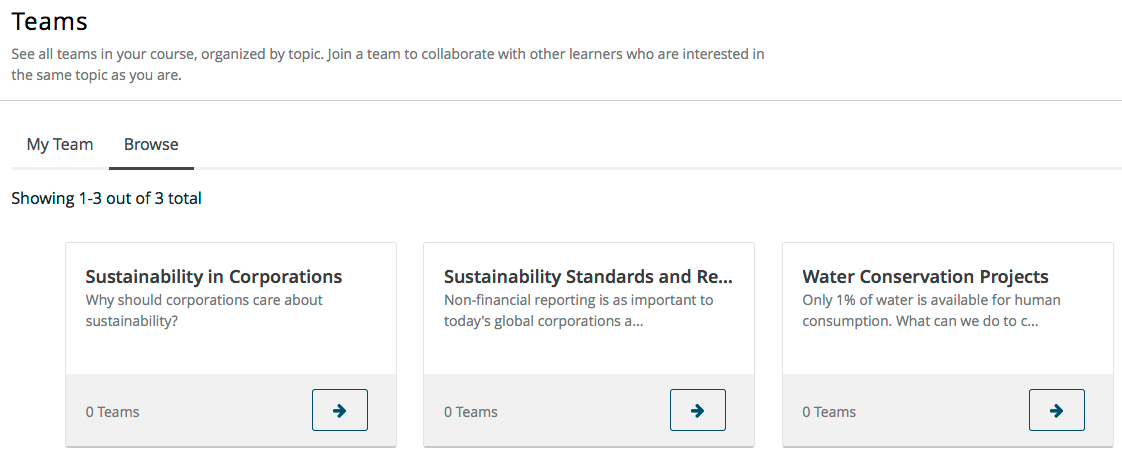 Teams
See all teams in your course, organized by topic. Join a team to collaborate with other learners who are interested in
the same topic as you are.
My Team Browse
Showing 1-3 out of 3 total
Sustainability in Corporations
Why should corporations care about
sustainability?
0 Teams
Sustainability Standards and Re...
Non-financial reporting is as important to
today's global corporations a...
0 Teams
Water Conservation Projects
Only 1% of water is available for human
consumption. What can we do to c...
0 Teams